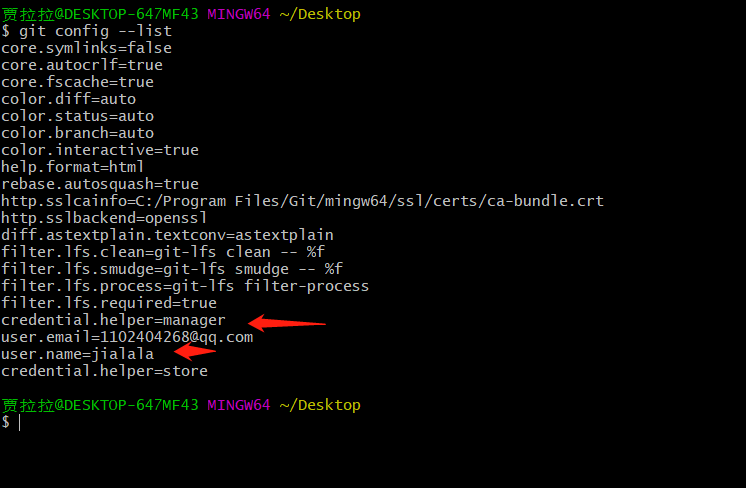 贾拉拉@DESKTOP-647MF43 MINGW64 ~/Desktop
$ git config --list
core.symlinks=false
core.autocrlf=true
core.fscache=true
color.diff=auto
color.status=auto
color.branch=auto
color.interactive=true
help.format=html
rebase.autosquash=true
http.sslcainfo=C:/Program Files/Git/mingw64/ssl/certs/ca-bundle.crt
http.sslbackend=openssl
diff.astextplain.textconv=astextplain
filter.lfs.clean=git-lfs clean -- %f
filter.lfs.smudge=git-lfs smudge -- %f
filter.lfs.process=git-lfs filter-process
filter.lfs.required=true
credential.helper=manager
user.email=1102404268@qq.com
user.name=jialala
credential.helper=store
贾拉拉@DESKTOP-647MF43 MINGW64 ~/Desktop
$